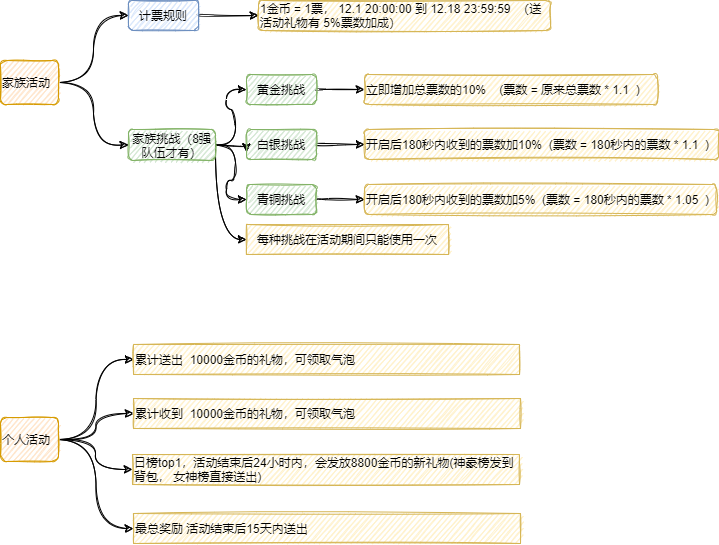 家族活动
计票规则
1金币 = 1票， 12.1 20:00:00 到 12.18 23:59:59 （送
活动礼物有 5%票数加成）
家族挑战（8强
队伍才有）
黄金挑战
立即增加总票数的10% （票数 = 原来总票数 * 1.1 ）
白银挑战
开启后180秒内收到的票数加10%（票数 = 180秒内的票数 * 1.1 ）
青铜挑战
开启后180秒内收到的票数加5%（票数 = 180秒内的票数 * 1.05 ）
每种挑战在活动期间只能使用一次
个人活动
累计送出 10000金币的礼物，可领取气泡
累计收到 10000金币的礼物，可领取气泡
日榜top1，活动结束后24小时内，会发放8800金币的新礼物(神豪榜发到
背包， 女神榜直接送出)
最总奖励 活动结束后15天内送出